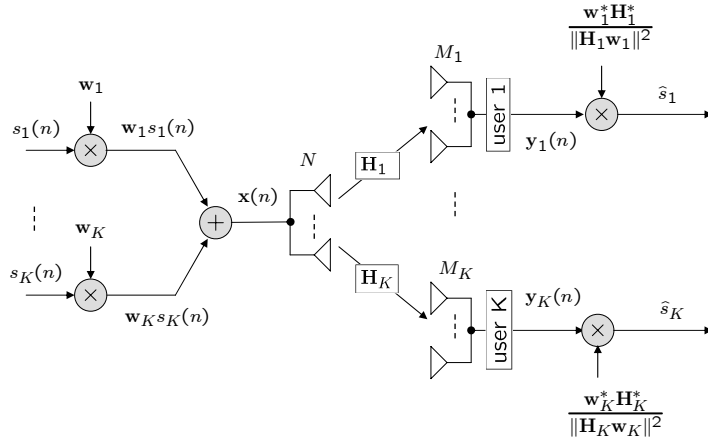 w₁
s₁(n)
w₁s₁(n)
w_K
s_K(n)
w_K s_K(n)
x(n)
N
H₁
H_K
M₁
user 1
y₁(n)
w₁* H₁*
‖H₁w₁‖²
ŝ₁
M_K
user K
y_K(n)
ŝ_K
w_K* H_K*
‖H_K w_K‖²